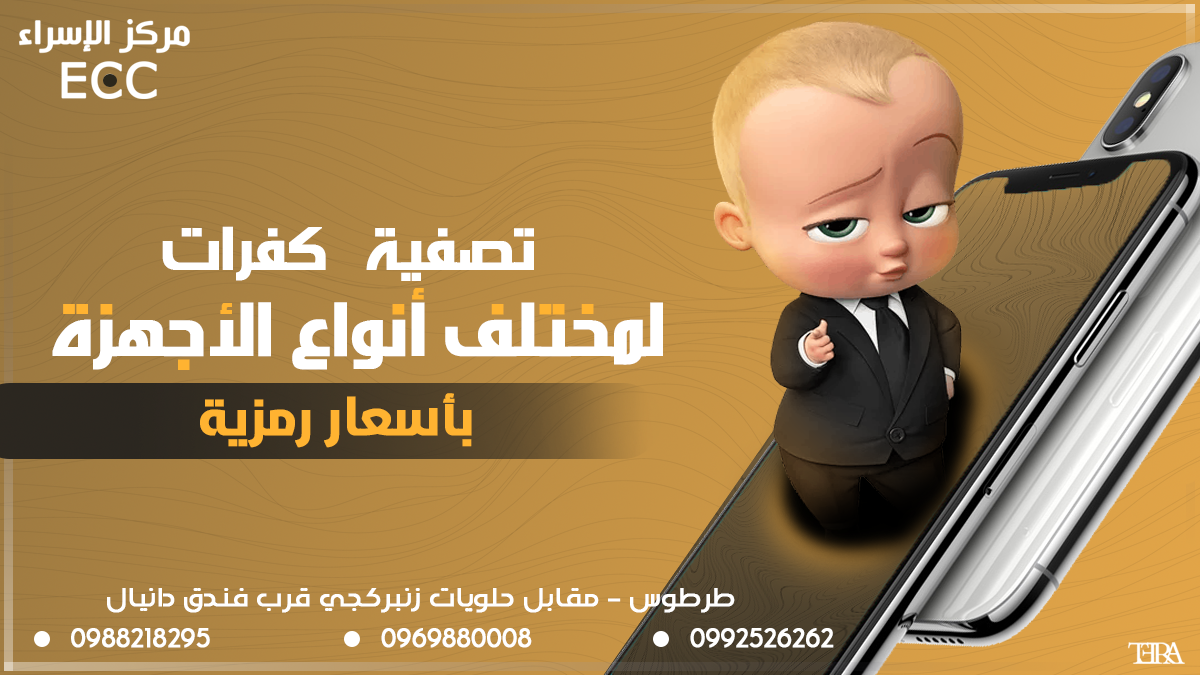 مركز الإسراء
ECC
تصفية كفرات
لمختلف أنواع الأجهزة
بأسعار رمزية
طرطوس - مقابل حلويات زنبركجي قرب فندق دانيال
0988218295 0969880008 0992526262
TERA